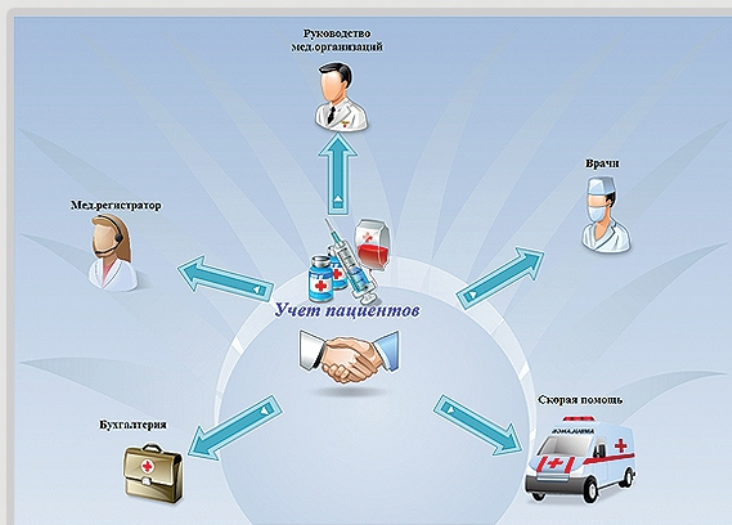 Руководство
мед.организаций
Врачи
Мед.регистратор
Учет пациентов
Скорая помощь
Бухгалтерия